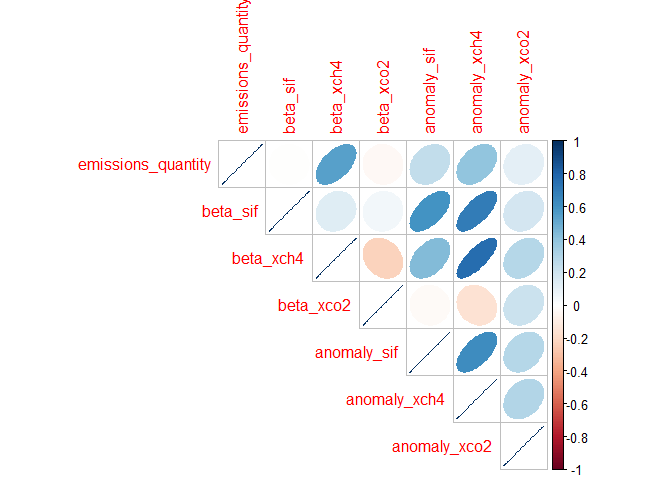 emissions_quantity
beta_sif
beta_xch4
beta_xco2
anomaly_sif
anomaly_xch4
anomaly_xco2
emissions_quantity
beta_sif
beta_xch4
beta_xco2
anomaly_sif
anomaly_xch4
anomaly_xco2
1
0.8
0.6
0.4
0.2
0
-0.2
-0.4
-0.6
-0.8
-1